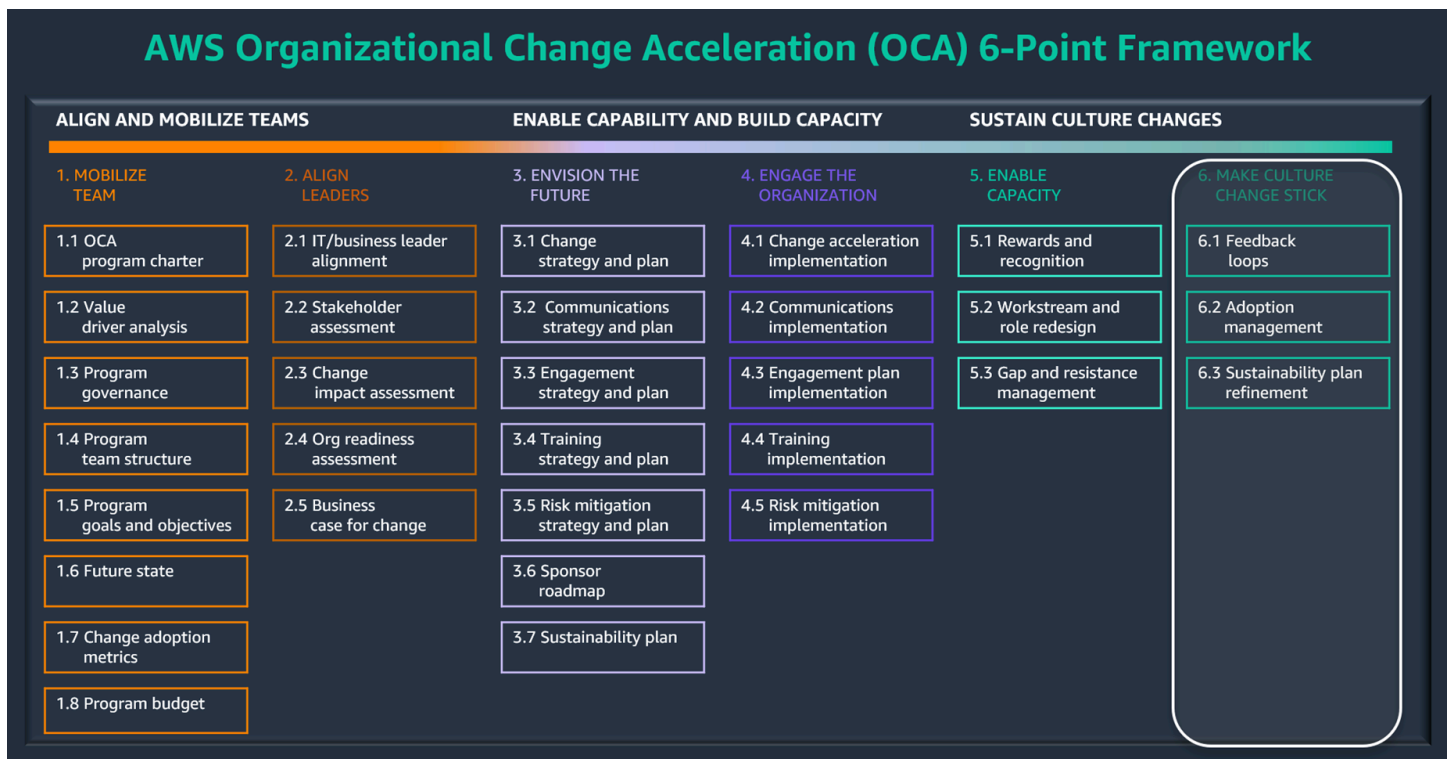 AWS Organizational Change Acceleration (OCA) 6-Point Framework
ALIGN AND MOBILIZE TEAMS
ENABLE CAPABILITY AND BUILD CAPACITY
SUSTAIN CULTURE CHANGES
1. MOBILIZE
TEAM
1.1 OCA
program charter
1.2 Value
driver analysis
1.3 Program
governance
1.4 Program
team structure
1.5 Program
goals and objectives
1.6 Future state
1.7 Change adoption
metrics
1.8 Program budget
2. ALIGN
LEADERS
2.1 IT/business leader
alignment
2.2 Stakeholder
assessment
2.3 Change
impact assessment
2.4 Org readiness
assessment
2.5 Business
case for change
3. ENVISION THE
FUTURE
3.1 Change
strategy and plan
3.2 Communications
strategy and plan
3.3 Engagement
strategy and plan
3.4 Training
strategy and plan
3.5 Risk mitigation
strategy and plan
3.6 Sponsor
roadmap
3.7 Sustainability plan
4. ENGAGE THE
ORGANIZATION
4.1 Change acceleration
implementation
4.2 Communications
implementation
4.3 Engagement plan
implementation
4.4 Training
implementation
4.5 Risk mitigation
implementation
5. ENABLE
CAPACITY
5.1 Rewards and
recognition
5.2 Workstream and
role redesign
5.3 Gap and resistance
management
6. MAKE CULTURE
CHANGE STICK
6.1 Feedback
loops
6.2 Adoption
management
6.3 Sustainability plan
refinement